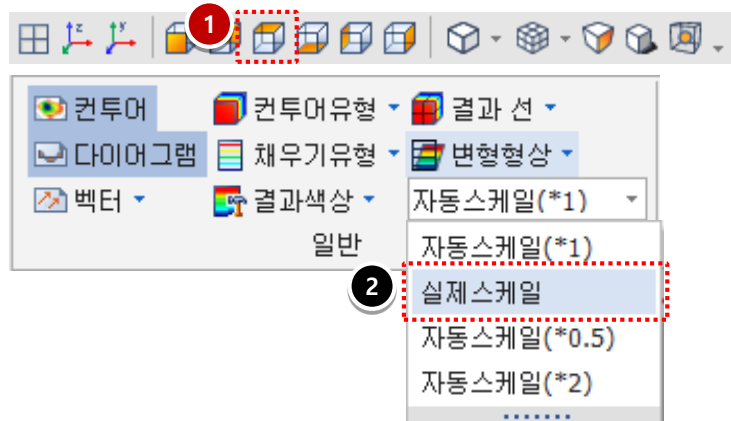 1
z
y
컨투어 컨투어유형 결과 선
다이어그램 채우기유형 변형형상
벡터 결과색상 자동스케일(*1)
일반
자동스케일(*1)
2
실제스케일
자동스케일(*0.5)
자동스케일(*2)